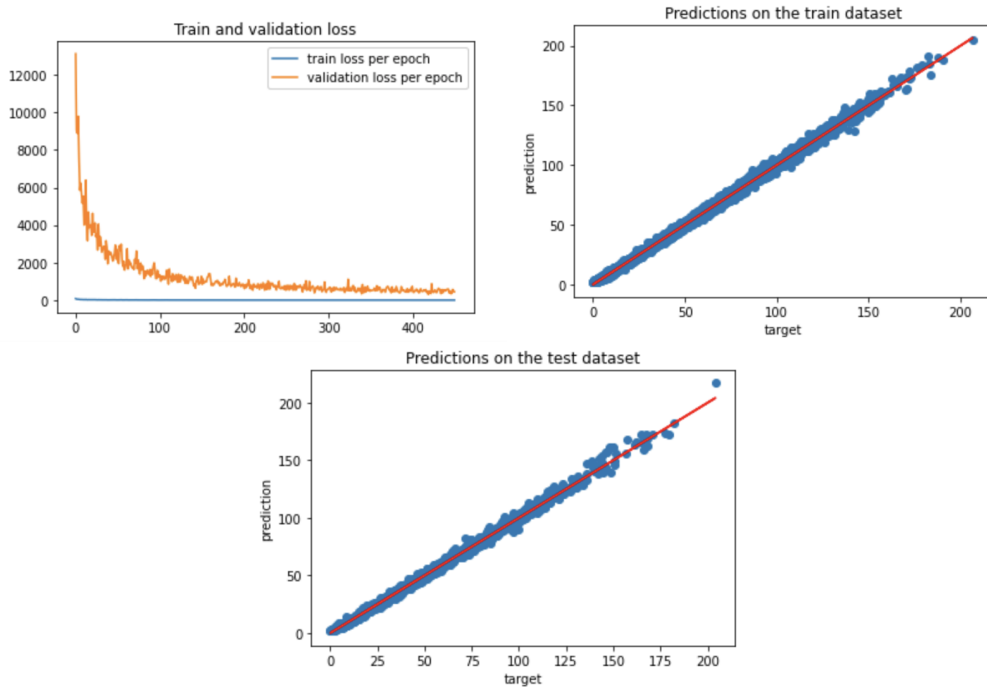 Train and validation loss
train loss per epoch
validation loss per epoch
12000
10000
8000
6000
4000
2000
0
0 100 200 300 400
Predictions on the train dataset
200
150
100
50
0
prediction
0 50 100 150 200
target
Predictions on the test dataset
200
150
100
50
0
prediction
0 25 50 75 100 125 150 175 200
target